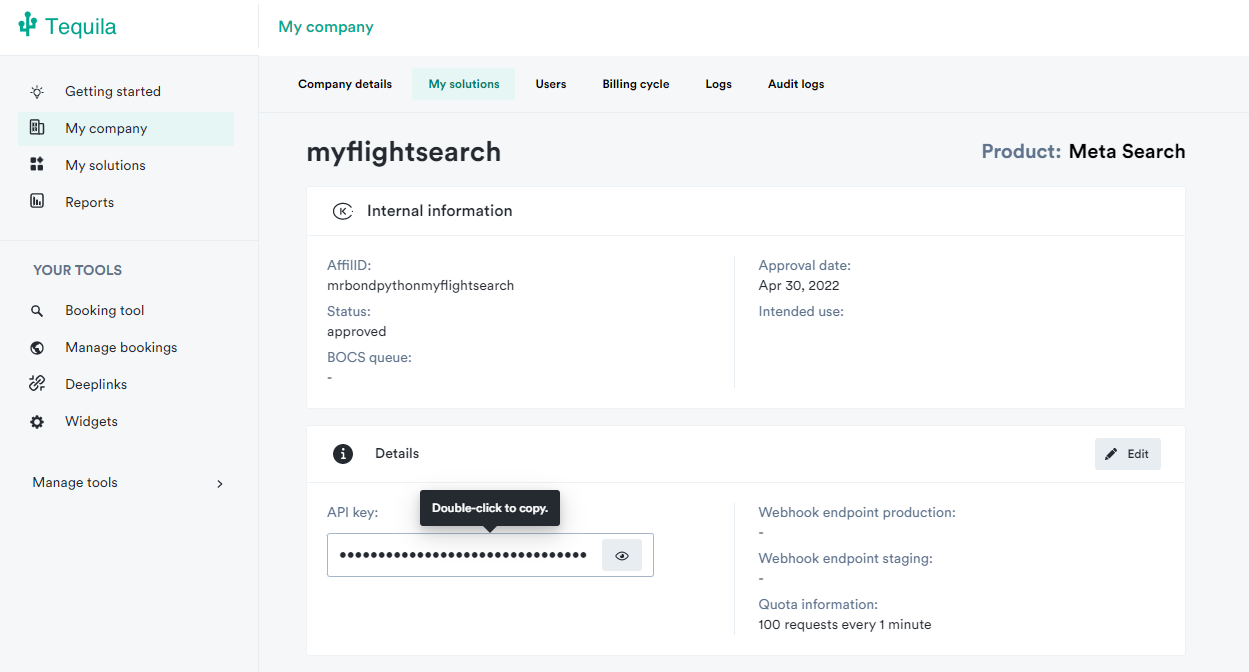 Tequila
My company
Getting started
My company
My solutions
Reports
YOUR TOOLS
Booking tool
Manage bookings
Deeplinks
Widgets
Manage tools
Company details
My solutions
Users
Billing cycle
Logs
Audit logs
myflightsearch
Product: Meta Search
Internal information
AffilID:
mrbondpythonmyflightsearch
Status:
approved
BOCS queue:
-
Approval date:
Apr 30, 2022
Intended use:
Details
Edit
API key:
Double-click to copy.
••••••••••••••••••••••••••••••••
Webhook endpoint production:
-
Webhook endpoint staging:
-
Quota information:
100 requests every 1 minute